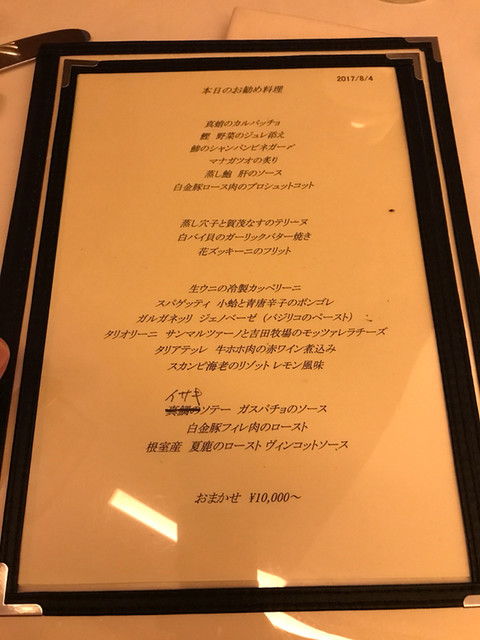 2017/8/4
本日のお勧め料理
真蛸のカルパッチョ
鰹 野菜のジュレ添え
鯵のシャンパンビネガー〆
マナガツオの炙り
蒸し鮑 肝のソース
白金豚ロース肉のプロシュットコット
蒸し穴子と賀茂なすのテリーヌ
白バイ貝のガーリックバター焼き
花ズッキーニのフリット
生ウニの冷製カッペリーニ
スパゲッティ 小蛤と青唐辛子のボンゴレ
ガルガネッリ ジェノベーゼ (バジリコのペースト)
タリオリーニ サンマルツァーノと吉田牧場のモッツァレラチーズ
タリアテッレ 牛ホホ肉の赤ワイン煮込み
スカンピ海老のリゾット レモン風味
イサキ
ソテー ガスパチョのソース
白金豚フィレ肉のロースト
根室産 夏鹿のロースト ヴィンコットソース
おまかせ ¥10,000～